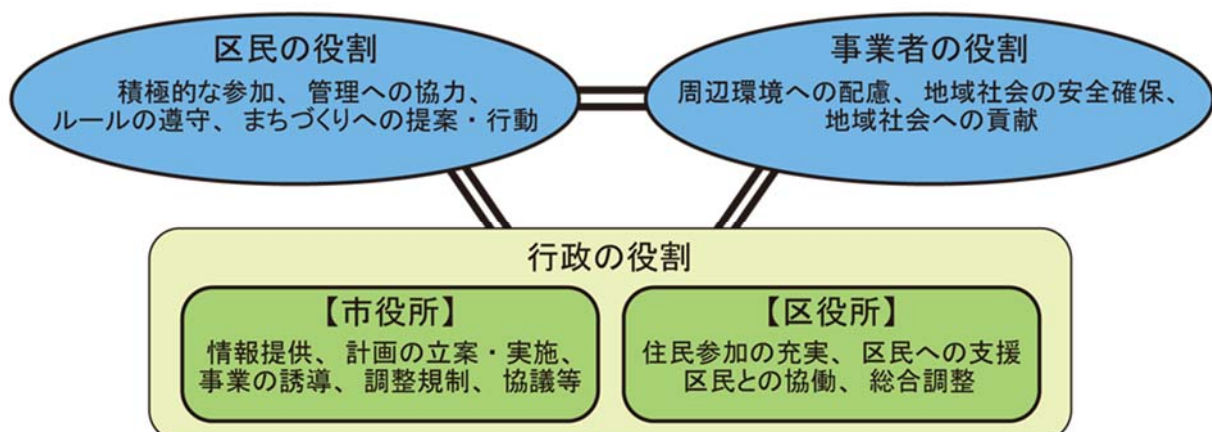 区民の役割
積極的な参加、管理への協力、
ルールの遵守、まちづくりへの提案・行動
事業者の役割
周辺環境への配慮、地域社会の安全確保、
地域社会への貢献
行政の役割
【市役所】
情報提供、計画の立案・実施、
事業の誘導、調整規制、協議等
【区役所】
住民参加の充実、区民への支援
区民との協働、総合調整